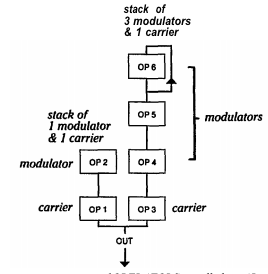 stack of
3 modulators
& 1 carrier
OP 6
stack of
1 modulator
& 1 carrier
OP 5
modulators
modulator
OP 2
OP 4
carrier
OP 1
OP 3
carrier
OUT